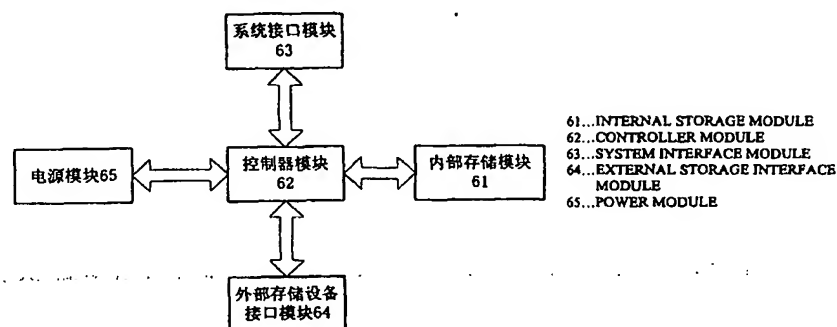 系统接口模块
63
电源模块65
控制器模块
62
内部存储模块
61
外部存储设备
接口模块64
61...INTERNAL STORAGE MODULE
62...CONTROLLER MODULE
63...SYSTEM INTERFACE MODULE
64...EXTERNAL STORAGE INTERFACE
MODULE
65...POWER MODULE